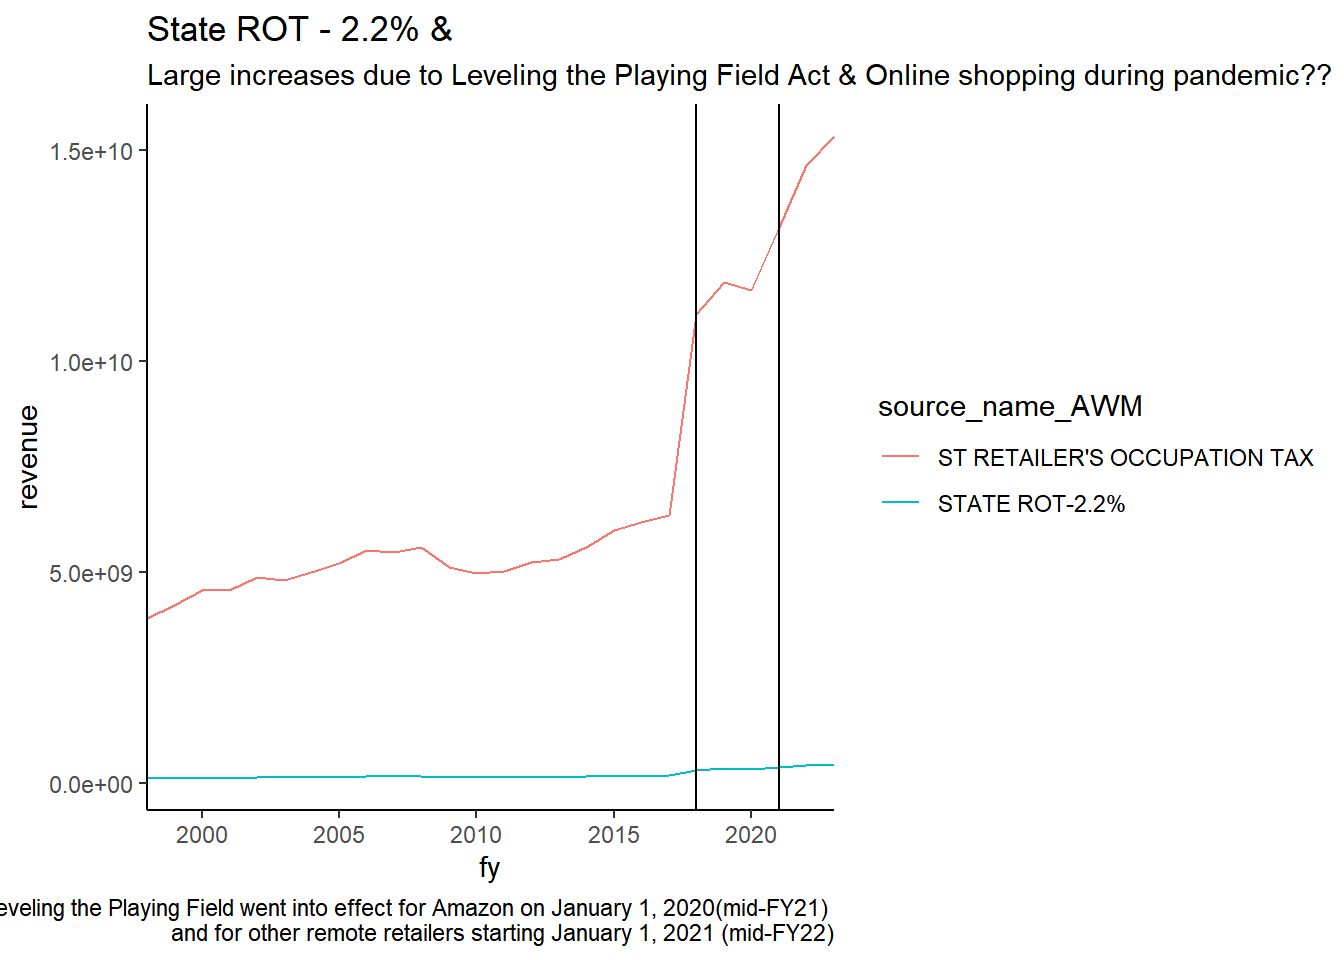 State ROT - 2.2% &
Large increases due to Leveling the Playing Field Act & Online shopping during pandemic??
1.5e+10
1.0e+10
5.0e+09
0.0e+00
revenue
2000 2005 2010 2015 2020
fy
source_name_AWM
ST RETAILER'S OCCUPATION TAX
STATE ROT-2.2%
eveling the Playing Field went into effect for Amazon on January 1, 2020(mid-FY21)
and for other remote retailers starting January 1, 2021 (mid-FY22)